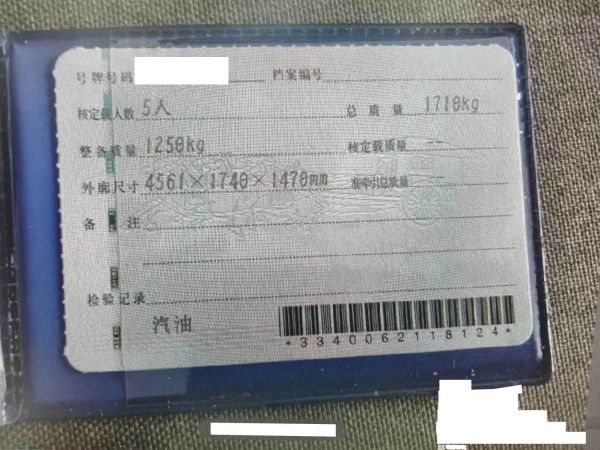 号牌号码 档案编号
核定载人数 5人 总质量 1710kg
整备质量 1250kg 核定载质量 --
外廓尺寸 4561×1740×1470mm 准牵引总质量 --
备注
检验记录
汽油
*3340062118124*